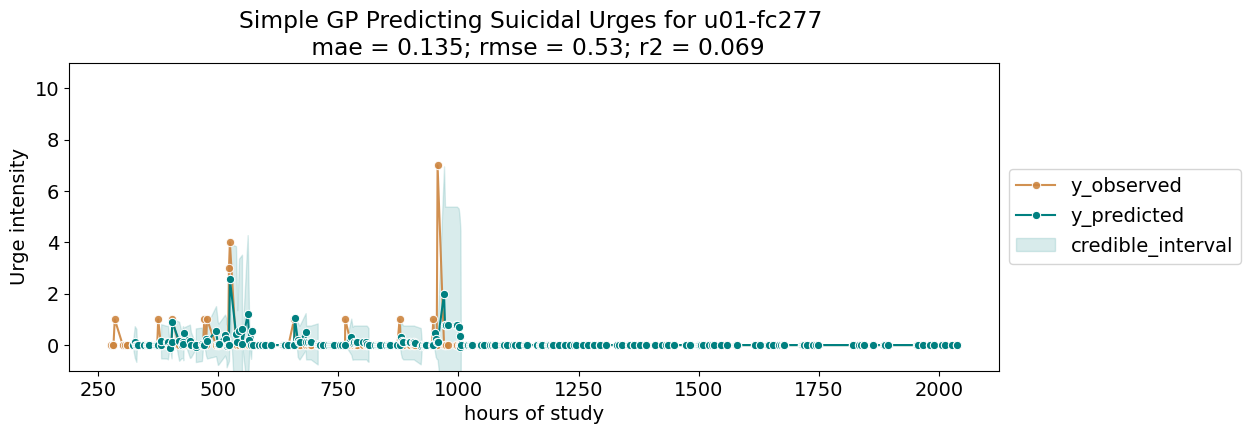 Simple GP Predicting Suicidal Urges for u01-fc277
mae = 0.135; rmse = 0.53; r2 = 0.069
10
8
6
4
2
0
Urge intensity
250 500 750 1000 1250 1500 1750 2000
hours of study
y_observed
y_predicted
credible_interval